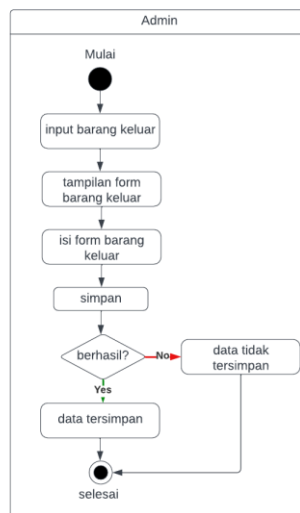 Admin
Mulai
input barang keluar
tampilan form
barang keluar
isi form barang
keluar
simpan
berhasil?
No
data tidak
tersimpan
Yes
data tersimpan
selesai